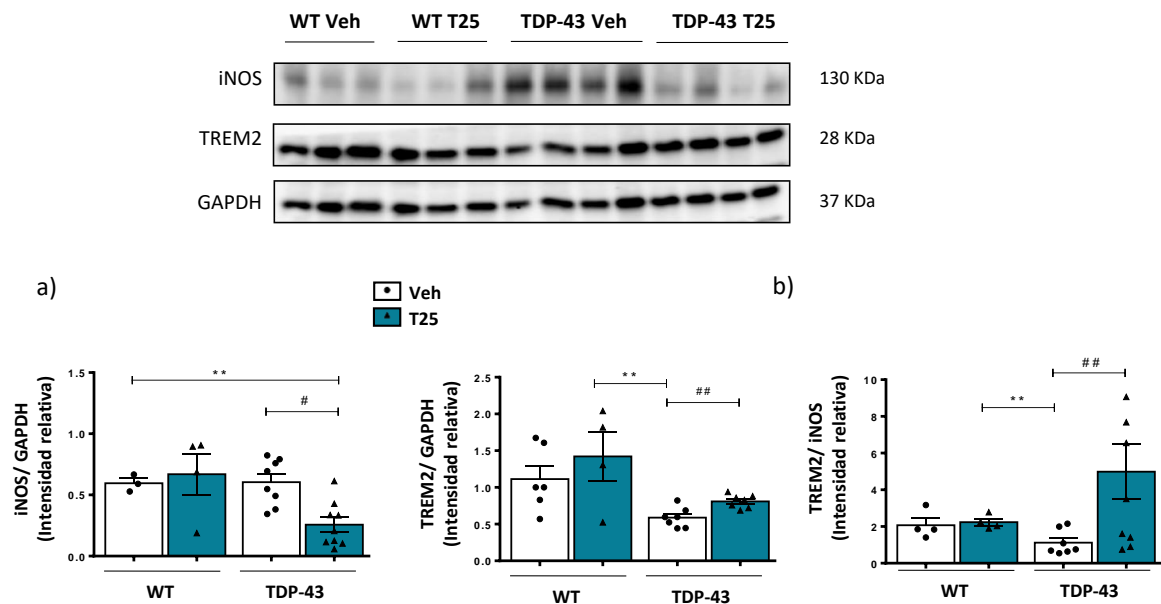 WT Veh WT T25 TDP-43 Veh TDP-43 T25
iNOS 130 KDa
TREM2 28 KDa
GAPDH 37 KDa
a)
Veh
T25
b)
iNOS/ GAPDH
(Intensidad relativa)
1.5
1.0
0.5
0.0
**
#
WT TDP-43
TREM2/ GAPDH
(Intensidad relativa)
2.5
2.0
1.5
1.0
0.5
0.0
**
##
WT TDP-43
TREM2/ iNOS
(Intensidad relativa)
10
8
6
4
2
0
**
##
WT TDP-43